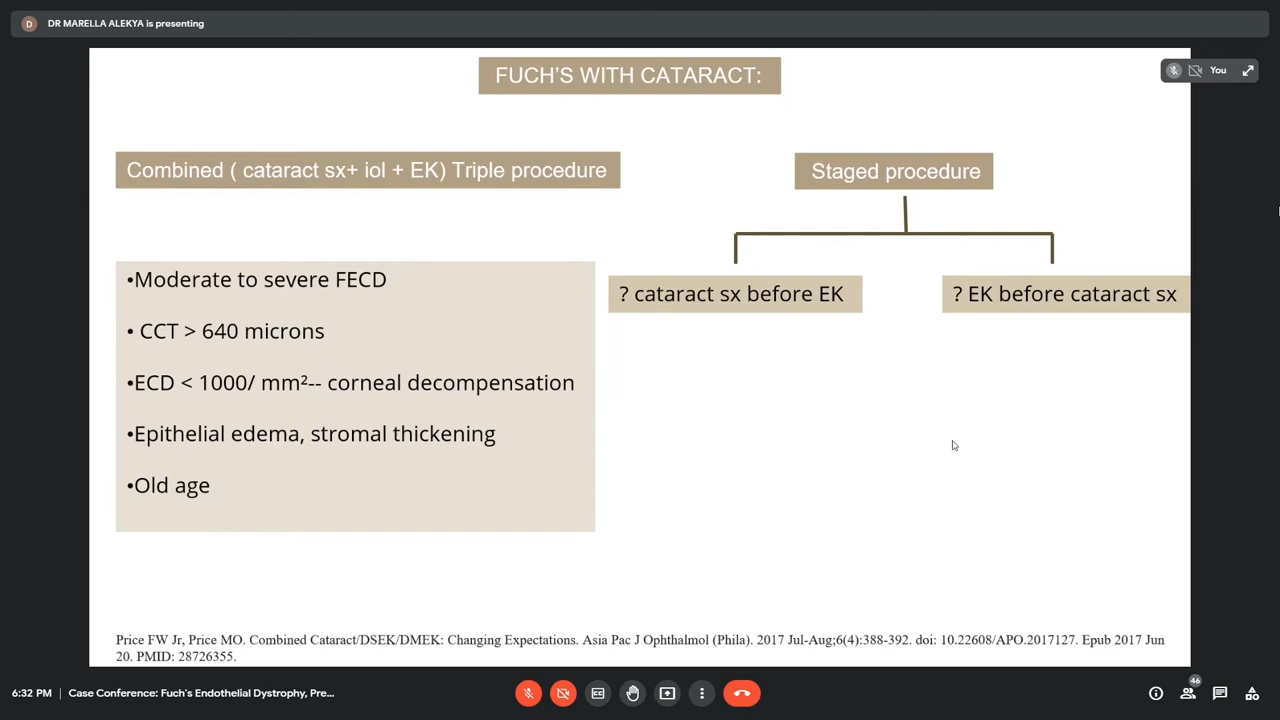 D DR MARELLA ALEKYA is presenting
FUCH'S WITH CATARACT:
You
Combined ( cataract sx+ iol + EK) Triple procedure
Staged procedure
•Moderate to severe FECD
• CCT > 640 microns
•ECD < 1000/ mm²-- corneal decompensation
•Epithelial edema, stromal thickening
•Old age
? cataract sx before EK
? EK before cataract sx
Price FW Jr, Price MO. Combined Cataract/DSEK/DMEK: Changing Expectations. Asia Pac J Ophthalmol (Phila). 2017 Jul-Aug;6(4):388-392. doi: 10.22608/APO.2017127. Epub 2017 Jun
20. PMID: 28726355.
6:32 PM | Case Conference: Fuch's Endothelial Dystrophy, Pre...
46